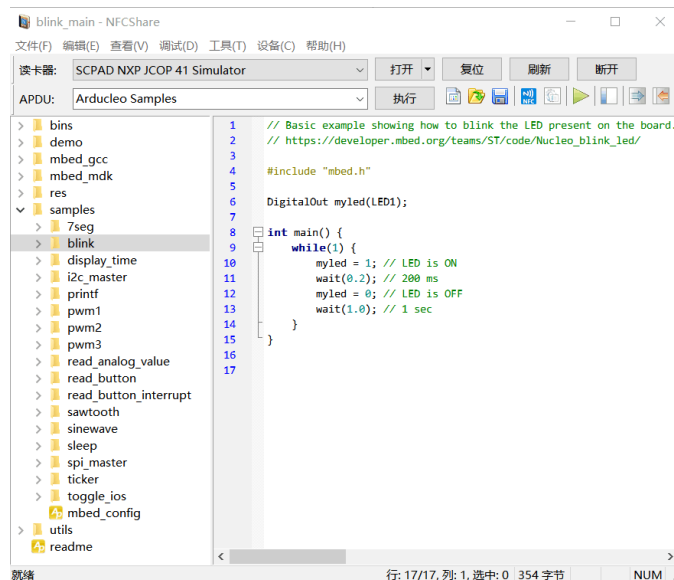 blink_main - NFCShare
文件(F) 编辑(E) 查看(V) 调试(D) 工具(T) 设备(C) 帮助(H)
读卡器: SCPAD NXP JCOP 41 Simulator 打开 复位 刷新 断开
APDU: Arducleo Samples 执行 NFC
bins
demo
mbed_gcc
mbed_mdk
res
samples
7seg
blink
display_time
i2c_master
printf
pwm1
pwm2
pwm3
read_analog_value
read_button
read_button_interrupt
sawtooth
sinewave
sleep
spi_master
ticker
toggle_ios
mbed_config
utils
readme
1 // Basic example showing how to blink the LED present on the board.
2 // https://developer.mbed.org/teams/ST/code/Nucleo_blink_led/
3
4 #include "mbed.h"
5
6 DigitalOut myled(LED1);
7
8 int main() {
9 while(1) {
10 myled = 1; // LED is ON
11 wait(0.2); // 200 ms
12 myled = 0; // LED is OFF
13 wait(1.0); // 1 sec
14 }
15 }
16
17
就绪 行: 17/17, 列: 1, 选中: 0 354 字节 NUM